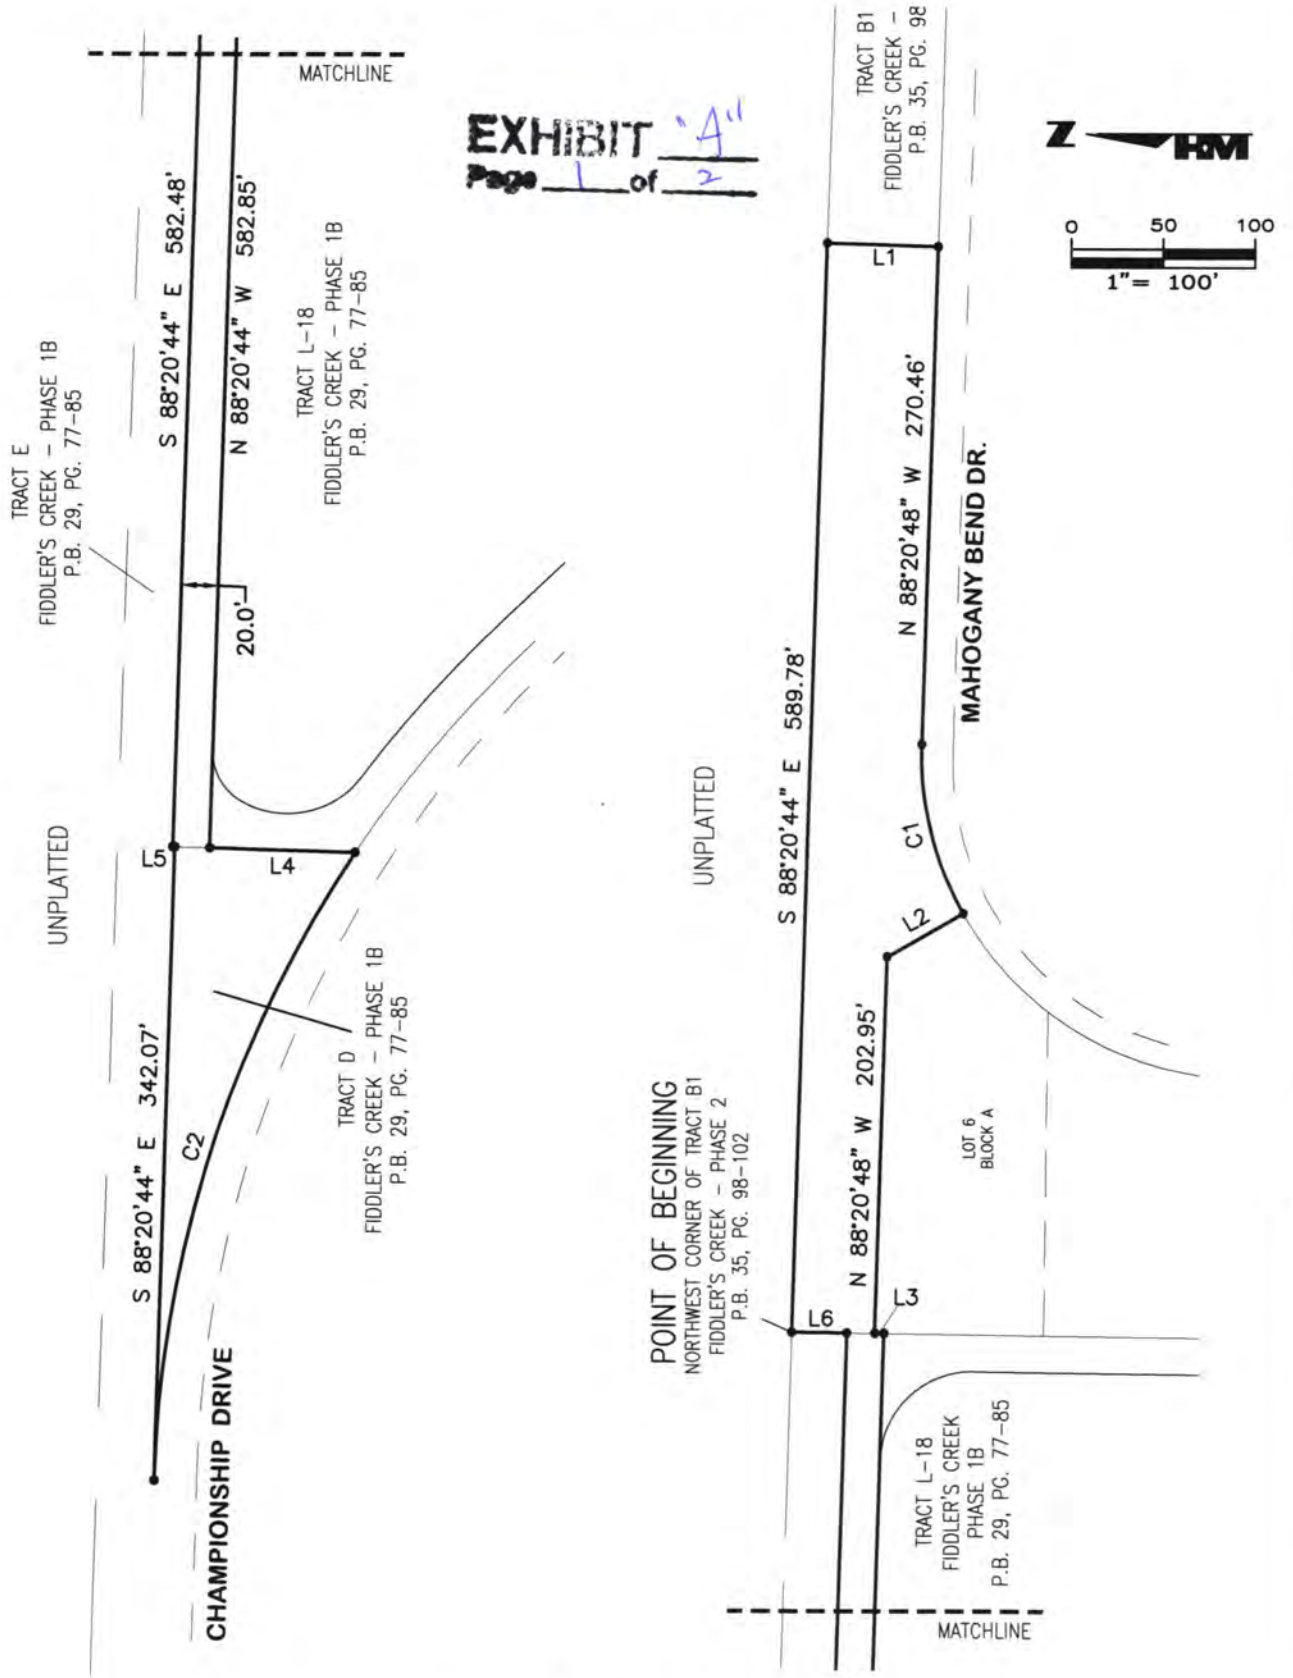 MATCHLINE
S 88°20'44" E 582.48'
N 88°20'44" W 582.85'
TRACT L-18
FIDDLER'S CREEK - PHASE 1B
P.B. 29, PG. 77-85
TRACT E
FIDDLER'S CREEK - PHASE 1B
P.B. 29, PG. 77-85
20.0'
UNPLATTED
L5
L4
S 88°20'44" E 342.07'
C2
TRACT D
FIDDLER'S CREEK - PHASE 1B
P.B. 29, PG. 77-85
CHAMPIONSHIP DRIVE
EXHIBIT "A"
Page 1 of 2
TRACT B1
FIDDLER'S CREEK -
P.B. 35, PG. 98
Z
0 50 100
1"= 100'
L1
N 88°20'48" W 270.46'
MAHOGANY BEND DR.
S 88°20'44" E 589.78'
UNPLATTED
C1
L2
N 88°20'48" W 202.95'
LOT 6
BLOCK A
POINT OF BEGINNING
NORTHWEST CORNER OF TRACT B1
FIDDLER'S CREEK - PHASE 2
P.B. 35, PG. 98-102
L6
L3
TRACT L-18
FIDDLER'S CREEK
PHASE 1B
P.B. 29, PG. 77-85
MATCHLINE